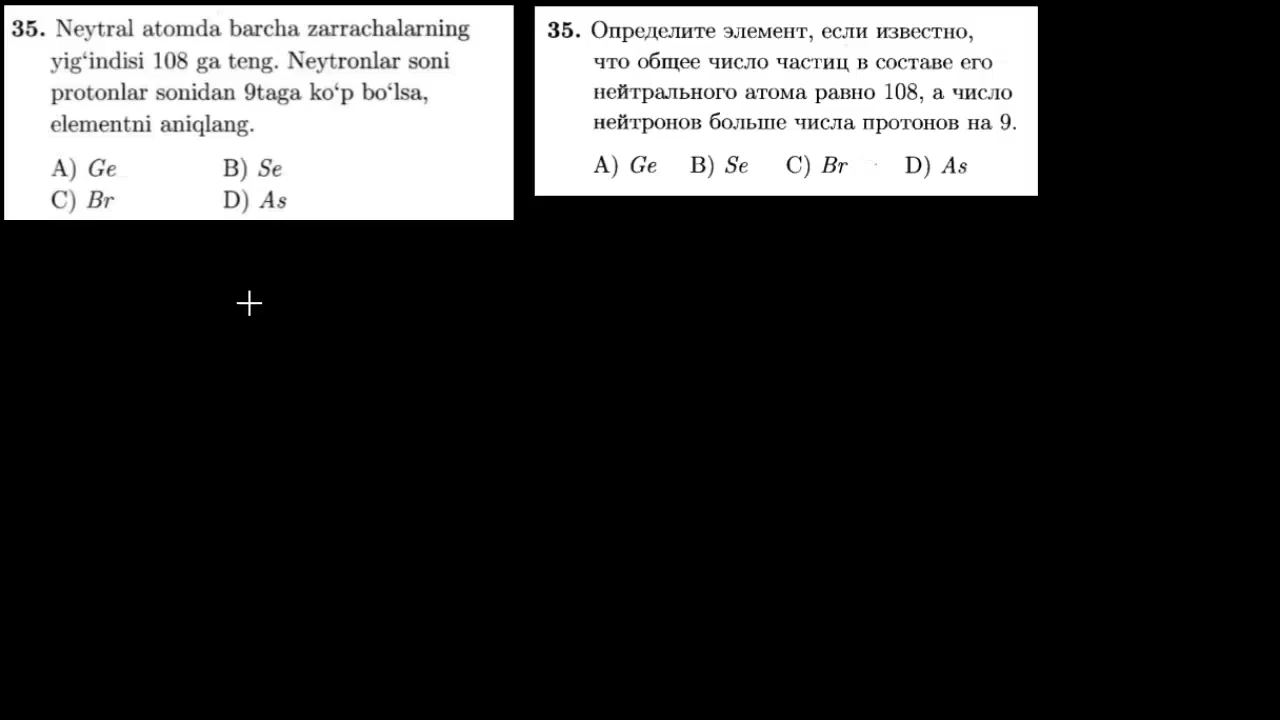 35. Neytral atomda barcha zarrachalarning
yig‘indisi 108 ga teng. Neytronlar soni
protonlar sonidan 9taga ko‘p bo‘lsa,
elementni aniqlang.
A) Ge B) Se
C) Br D) As
35. Определите элемент, если известно,
что общее число частиц в составе его
нейтрального атома равно 108, а число
нейтронов больше числа протонов на 9.
A) Ge B) Se C) Br D) As